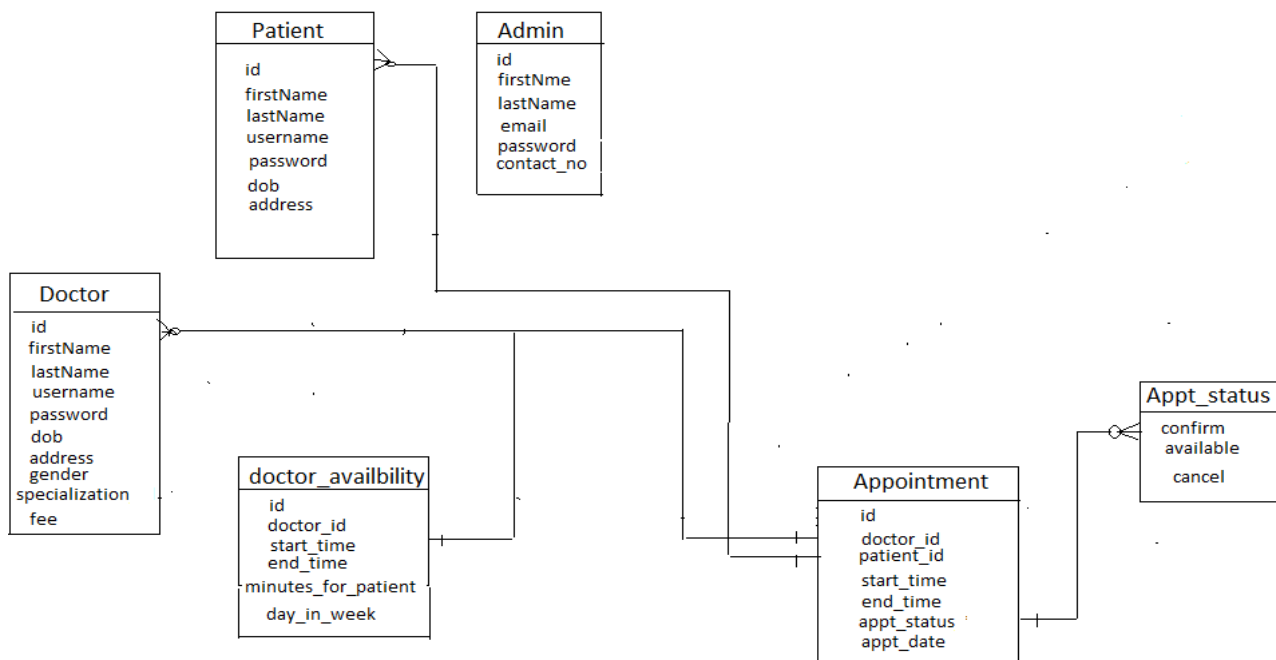 Patient
id
firstName
lastName
username
password
dob
address
Admin
id
firstNme
lastName
email
password
contact_no
Doctor
id
firstName
lastName
username
password
dob
address
gender
specialization
fee
doctor_availbility
id
doctor_id
start_time
end_time
minutes_for_patient
day_in_week
Appointment
id
doctor_id
patient_id
start_time
end_time
appt_status
appt_date
Appt_status
confirm
available
cancel